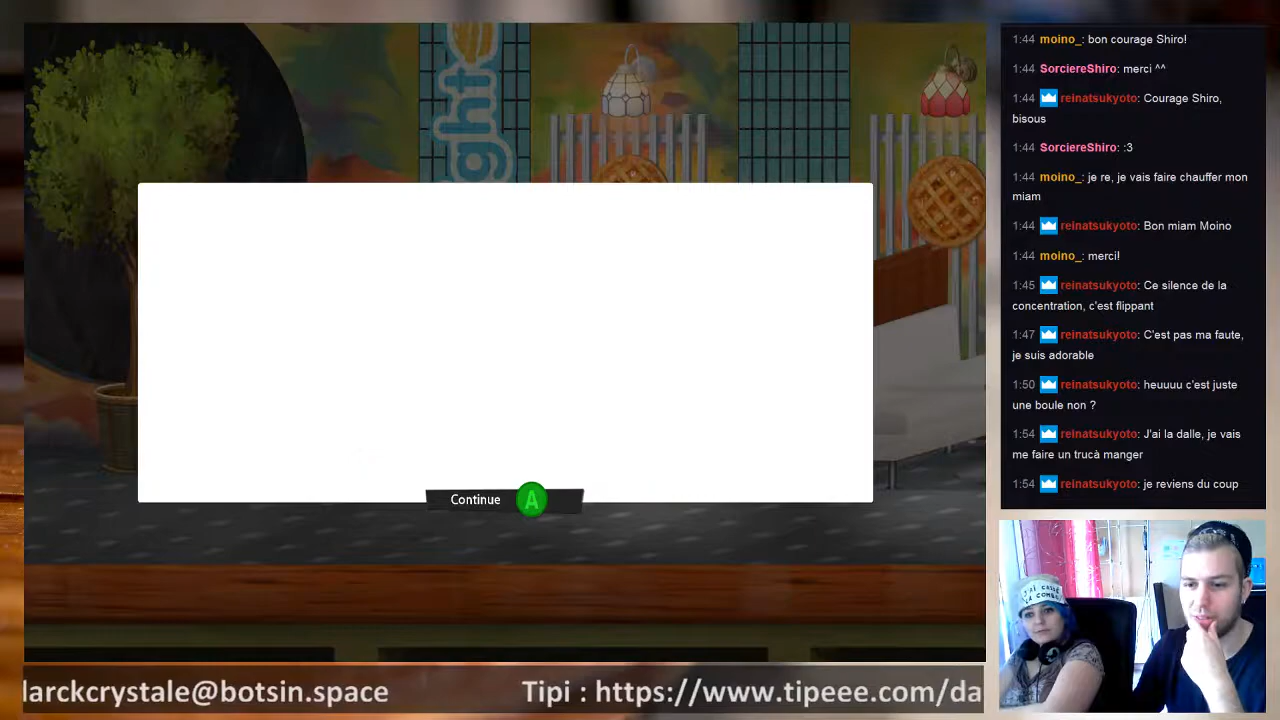 ght
Continue A
1:44 moino_: bon courage Shiro!
1:44 SorciereShiro: merci ^^
1:44 reinatsukyoto: Courage Shiro,
bisous
1:44 SorciereShiro: :3
1:44 moino_: je re, je vais faire chauffer mon
miam
1:44 reinatsukyoto: Bon miam Moino
1:44 moino_: merci!
1:45 reinatsukyoto: Ce silence de la
concentration, c'est flippant
1:47 reinatsukyoto: C'est pas ma faute,
je suis adorable
1:50 reinatsukyoto: heuuuu c'est juste
une boule non ?
1:54 reinatsukyoto: J'ai la dalle, je vais
me faire un trucà manger
1:54 reinatsukyoto: je reviens du coup
larckcrystale@botsin.space Tipi : https://www.tipeee.com/da